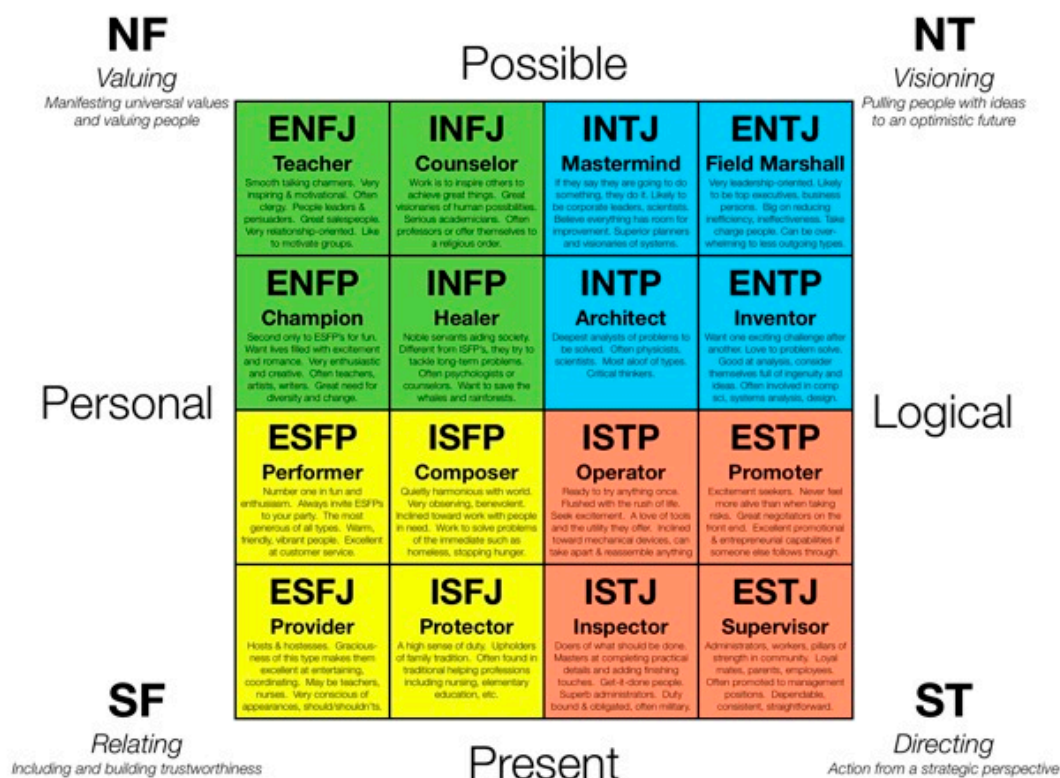 NF
Valuing
Manifesting universal values
and valuing people
Possible
NT
Visioning
Pulling people with ideas
to an optimistic future
ENFJ
Teacher
Smooth talking charmers. Very
inspiring & motivational. Often
clergy. People leaders &
persuaders. Great salespeople.
Very relationship-oriented. Like
to motivate groups.
INFJ
Counselor
Work is to inspire others to
achieve great things. Great
visionaries of human possibilities.
Serious academicians. Often
professors or offer themselves to
a religious order.
INTJ
Mastermind
If they say they are going to do
something, they do it. Likely to
be corporate leaders, scientists.
Believe everything has room for
improvement. Superior planners
and visionaries of systems.
ENTJ
Field Marshall
Very leadership-oriented. Likely
to be top executives, business
persons. Big on reducing
inefficiency, ineffectiveness. Take
charge people. Can be over-
whelming to less outgoing types.
ENFP
Champion
Second only to ESFP's for fun.
Want lives filled with excitement
and romance. Very enthusiastic
and creative. Often teachers,
artists, writers. Great need for
diversity and change.
INFP
Healer
Noble servants aiding society.
Different from ISFP's, they try to
tackle long-term problems.
Often psychologists or
counselors. Want to save the
whales and rainforests.
INTP
Architect
Deepest analysts of problems to
be solved. Often physicists,
scientists. Most aloof of types.
Critical thinkers.
ENTP
Inventor
Want one exciting challenge after
another. Love to problem solve.
Good at analysis, consider
themselves full of ingenuity and
ideas. Often involved in comp
sci, systems analysis, design.
Personal
Logical
ESFP
Performer
Number one in fun and
enthusiasm. Always invite ESFPs
to your party. The most
generous of all types. Warm,
friendly, vibrant people. Excellent
at customer service.
ISFP
Composer
Quietly harmonious with world.
Very observing, benevolent.
Inclined toward work with people
in need. Work to solve problems
of the immediate such as
homeless, stopping hunger.
ISTP
Operator
Ready to try anything once.
Flushed with the rush of life.
Seek excitement. A love of tools
and the utility they offer. Inclined
toward mechanical devices, can
take apart & reassemble anything
ESTP
Promoter
Excitement seekers. Never feel
more alive than when taking
risks. Great negotiators on the
front end. Excellent promotional
& entrepreneurial capabilities if
someone else follows through.
ESFJ
Provider
Hosts & hostesses. Gracious-
ness of this type makes them
excellent at entertaining,
coordinating. May be teachers,
nurses. Very conscious of
appearances, should/shouldn'ts.
ISFJ
Protector
A high sense of duty. Upholders
of family tradition. Often found in
traditional helping professions
including nursing, elementary
education, etc.
ISTJ
Inspector
Doers of what should be done.
Masters at completing practical
details and adding finishing
touches. Get-it-done people.
Superb administrators. Duty
bound & obligated, often military.
ESTJ
Supervisor
Administrators, workers, pillars of
strength in community. Loyal
mates, parents, employees.
Often promoted to management
positions. Dependable,
consistent, straightforward.
SF
Relating
Including and building trustworthiness
Present
ST
Directing
Action from a strategic perspective